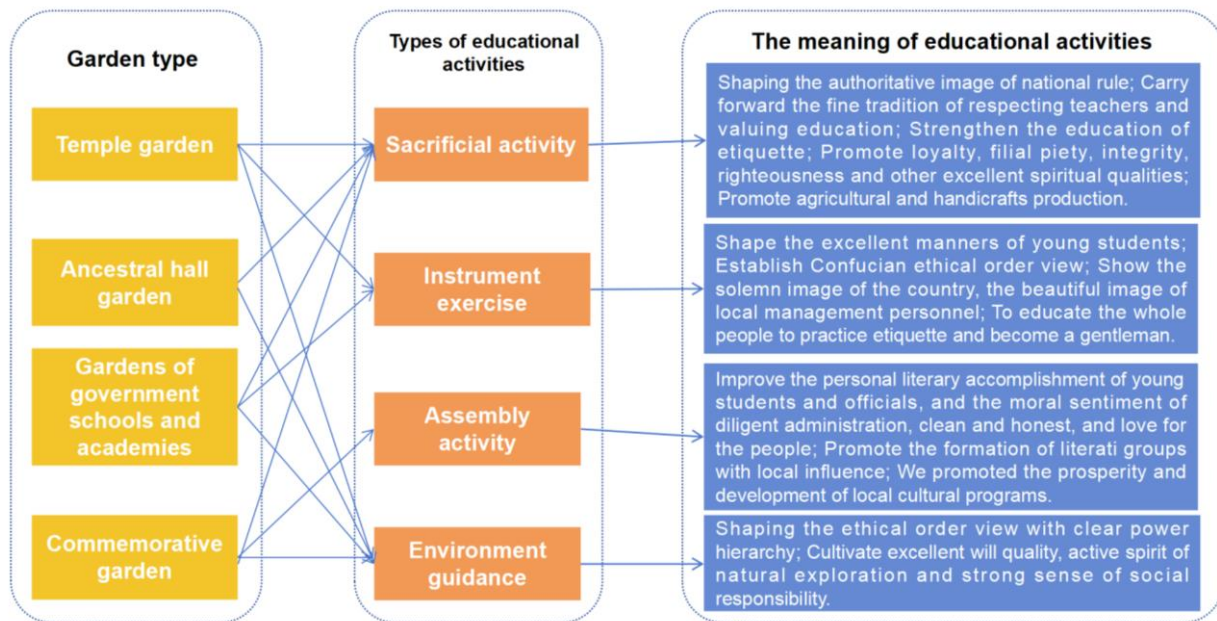 Garden type
Temple garden
Ancestral hall
garden
Gardens of
government
schools and
academies
Commemorative
garden
Types of educational
activities
Sacrificial activity
Instrument
exercise
Assembly
activity
Environment
guidance
The meaning of educational activities
Shaping the authoritative image of national rule; Carry
forward the fine tradition of respecting teachers and
valuing education; Strengthen the education of
etiquette; Promote loyalty, filial piety, integrity,
righteousness and other excellent spiritual qualities;
Promote agricultural and handicrafts production.
Shape the excellent manners of young students;
Establish Confucian ethical order view; Show the
solemn image of the country, the beautiful image of
local management personnel; To educate the whole
people to practice etiquette and become a gentleman.
Improve the personal literary accomplishment of young
students and officials, and the moral sentiment of
diligent administration, clean and honest, and love for
the people; Promote the formation of literati groups
with local influence; We promoted the prosperity and
development of local cultural programs.
Shaping the ethical order view with clear power
hierarchy; Cultivate excellent will quality, active spirit of
natural exploration and strong sense of social
responsibility.